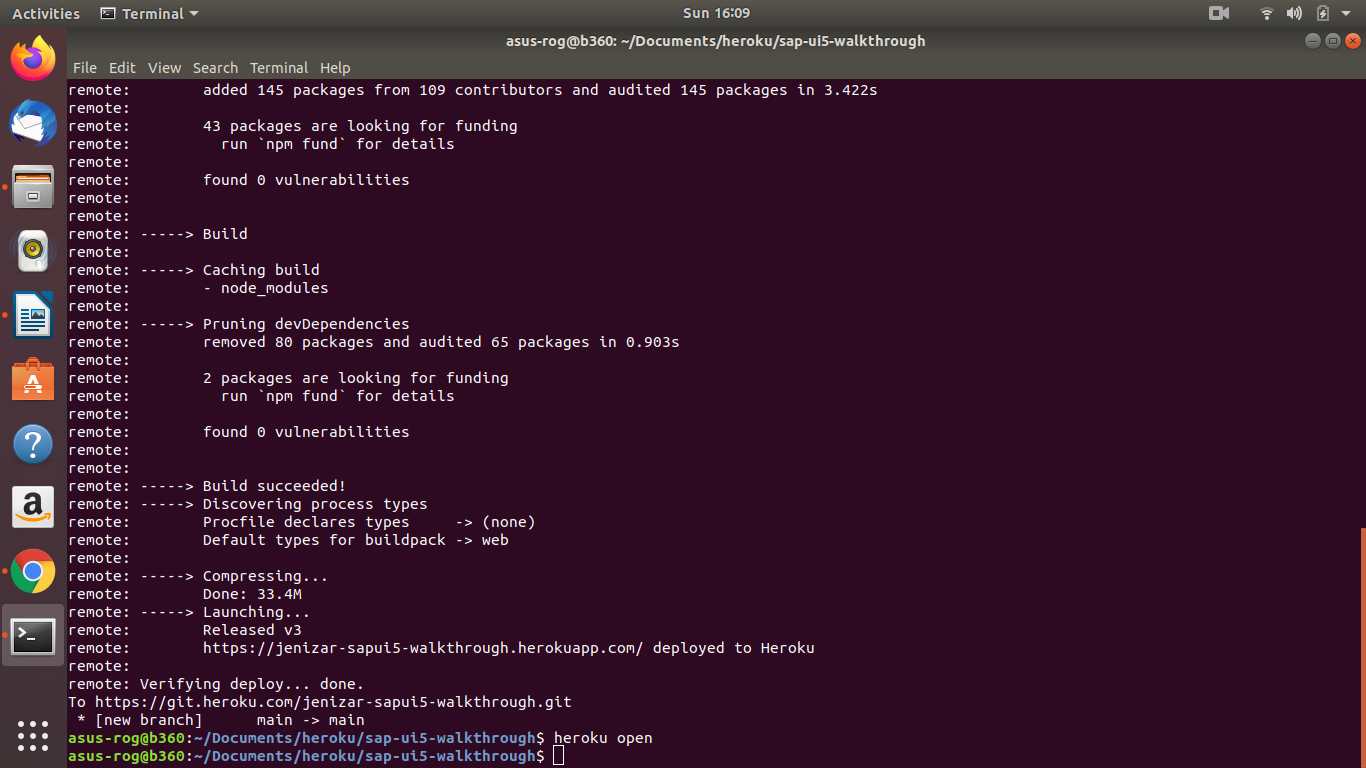 Activities Terminal Sun 16:09
asus-rog@b360: ~/Documents/heroku/sap-ui5-walkthrough
File Edit View Search Terminal Help
remote:        added 145 packages from 109 contributors and audited 145 packages in 3.422s
remote:
remote:        43 packages are looking for funding
remote:          run `npm fund` for details
remote:
remote:        found 0 vulnerabilities
remote:
remote:
remote: -----> Build
remote:
remote: -----> Caching build
remote:        - node_modules
remote:
remote: -----> Pruning devDependencies
remote:        removed 80 packages and audited 65 packages in 0.903s
remote:
remote:        2 packages are looking for funding
remote:          run `npm fund` for details
remote:
remote:        found 0 vulnerabilities
remote:
remote:
remote: -----> Build succeeded!
remote: -----> Discovering process types
remote:        Procfile declares types     -> (none)
remote:        Default types for buildpack -> web
remote:
remote: -----> Compressing...
remote:        Done: 33.4M
remote: -----> Launching...
remote:        Released v3
remote:        https://jenizar-sapui5-walkthrough.herokuapp.com/ deployed to Heroku
remote:
remote: Verifying deploy... done.
To https://git.heroku.com/jenizar-sapui5-walkthrough.git
 * [new branch]      main -> main
asus-rog@b360:~/Documents/heroku/sap-ui5-walkthrough$ heroku open
asus-rog@b360:~/Documents/heroku/sap-ui5-walkthrough$